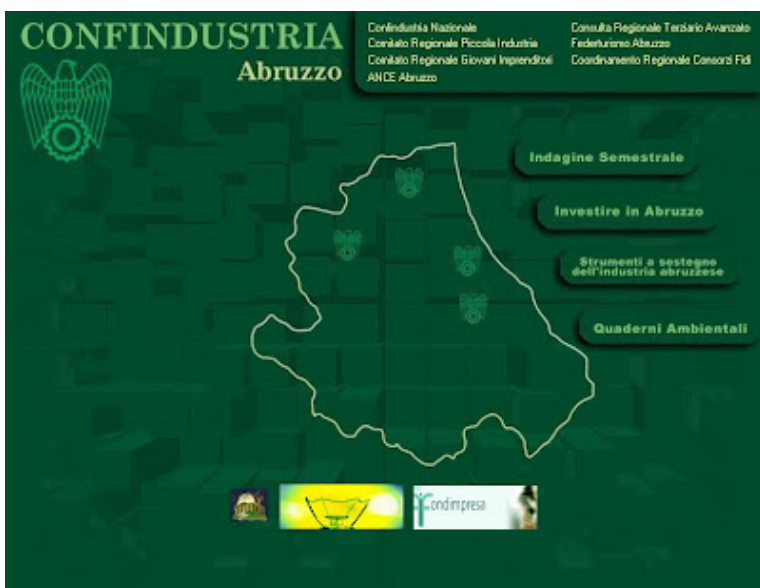 CONFINDUSTRIA
Abruzzo
Confindustria Nazionale
Comitato Regionale Piccola Industria
Comitato Regionale Giovani Imprenditori
ANCE Abruzzo
Consulta Regionale Terziario Avanzato
Federturismo Abruzzo
Coordinamento Regionale Consorzi Fidi
Indagine Semestrale
Investire in Abruzzo
Strumenti a sostegno
dell'industria abruzzese
Quaderni Ambientali
Fondimpresa